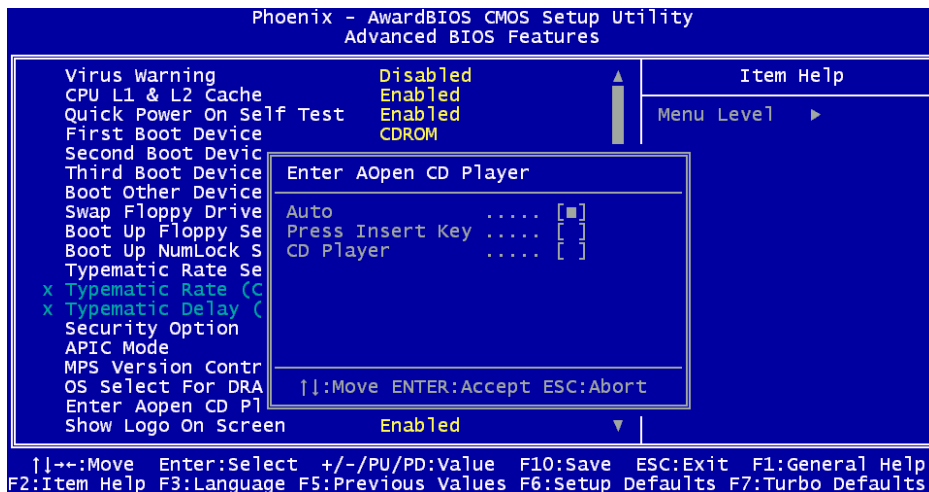 Phoenix - AwardBIOS CMOS Setup Utility
Advanced BIOS Features
Virus Warning Disabled
CPU L1 & L2 Cache Enabled
Quick Power On Self Test Enabled
First Boot Device CDROM
Second Boot Devic
Third Boot Device
Boot Other Device
Swap Floppy Drive
Boot Up Floppy Se
Boot Up NumLock S
Typematic Rate Se
x Typematic Rate (C
x Typematic Delay (
Security Option
APIC Mode
MPS Version Contr
OS Select For DRA
Enter Aopen CD Pl
Show Logo On Screen Enabled
Item Help
Menu Level ▶
Enter AOpen CD Player
Auto ..... [■]
Press Insert Key ..... [ ]
CD Player ..... [ ]
↑↓:Move ENTER:Accept ESC:Abort
↑↓→←:Move Enter:Select +/-/PU/PD:Value F10:Save ESC:Exit F1:General Help
F2:Item Help F3:Language F5:Previous Values F6:Setup Defaults F7:Turbo Defaults